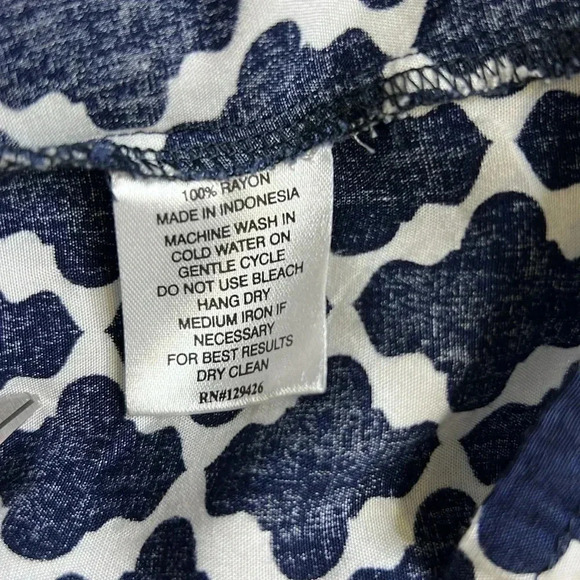 100% RAYON
MADE IN INDONESIA
MACHINE WASH IN
COLD WATER ON
GENTLE CYCLE
DO NOT USE BLEACH
HANG DRY
MEDIUM IRON IF
NECESSARY
FOR BEST RESULTS
DRY CLEAN
RN#129426